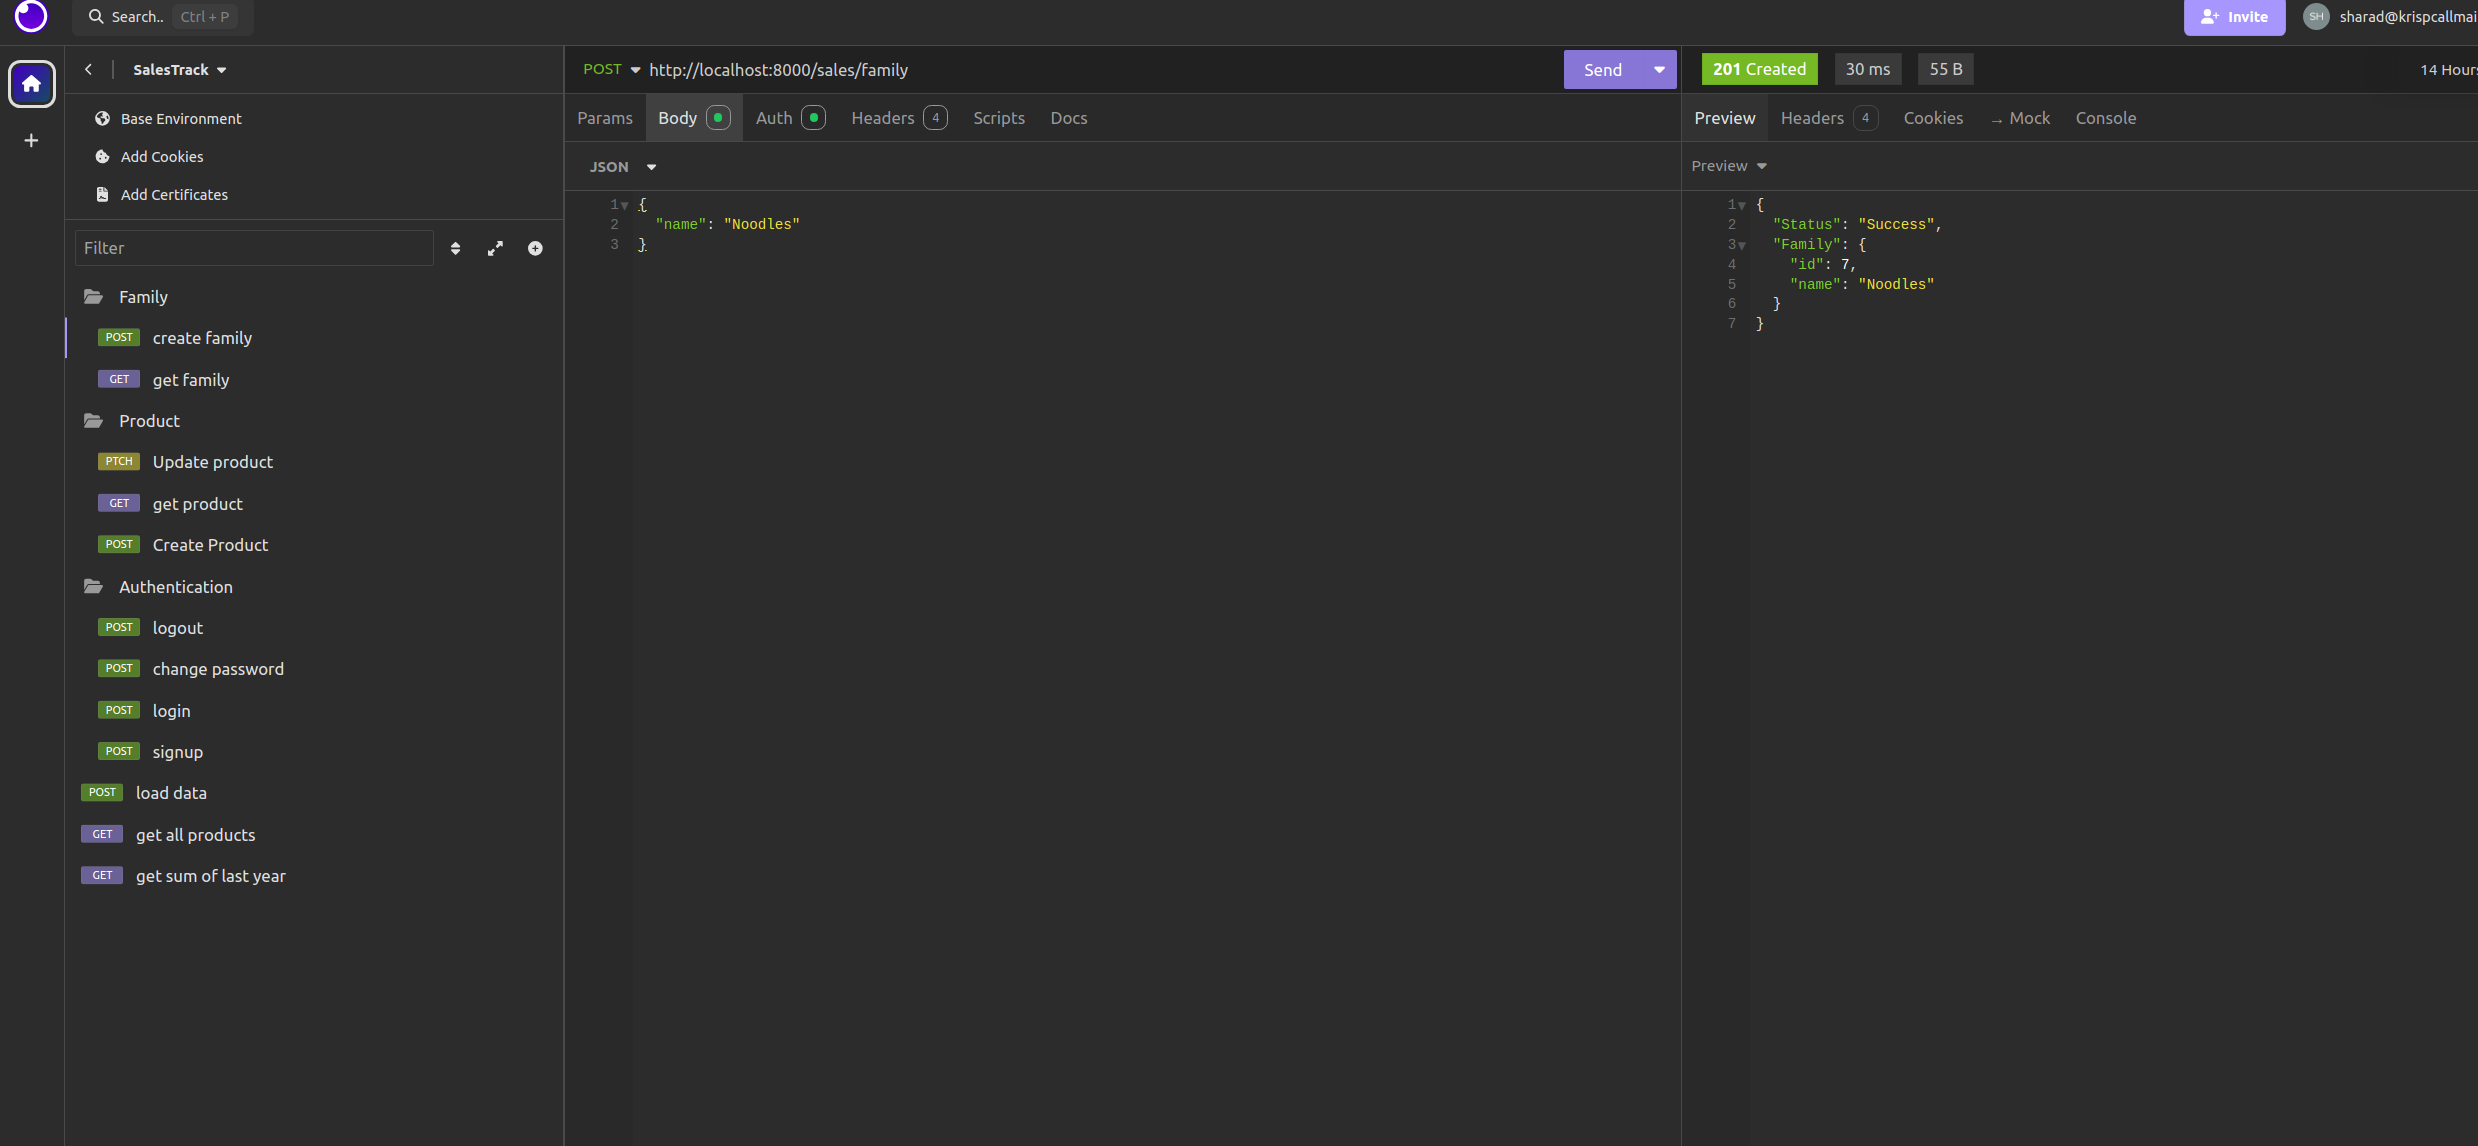 Search.. Ctrl + P
Invite SH sharad@krispcallmai
SalesTrack
Base Environment
Add Cookies
Add Certificates
Filter
Family
POST create family
GET get family
Product
PTCH Update product
GET get product
POST Create Product
Authentication
POST logout
POST change password
POST login
POST signup
POST load data
GET get all products
GET get sum of last year
POST http://localhost:8000/sales/family Send
Params Body Auth Headers 4 Scripts Docs
JSON
1 {
2 "name": "Noodles"
3 }
201 Created 30 ms 55 B 14 Hours
Preview Headers 4 Cookies → Mock Console
Preview
1 {
2 "Status": "Success",
3 "Family": {
4 "id": 7,
5 "name": "Noodles"
6 }
7 }